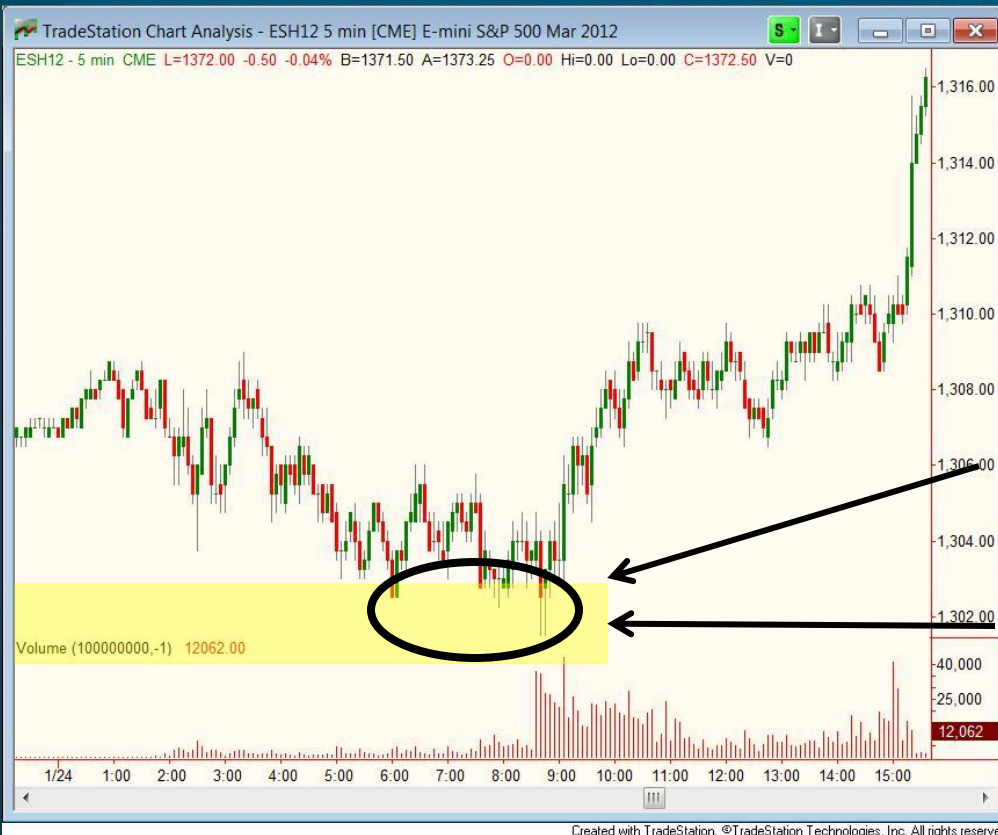 TradeStation Chart Analysis - ESH12 5 min [CME] E-mini S&P 500 Mar 2012
S
I
ESH12 - 5 min CME L=1372.00 -0.50 -0.04% B=1371.50 A=1373.25 O=0.00 Hi=0.00 Lo=0.00 C=1372.50 V=0
1,316.00
1,314.00
1,312.00
1,310.00
1,308.00
1,306.00
1,304.00
1,302.00
Volume (100000000,-1) 12062.00
40,000
25,000
12,062
1/24 1:00 2:00 3:00 4:00 5:00 6:00 7:00 8:00 9:00 10:00 11:00 12:00 13:00 14:00 15:00
Created with TradeStation. ©TradeStation Technologies, Inc. All rights reserve